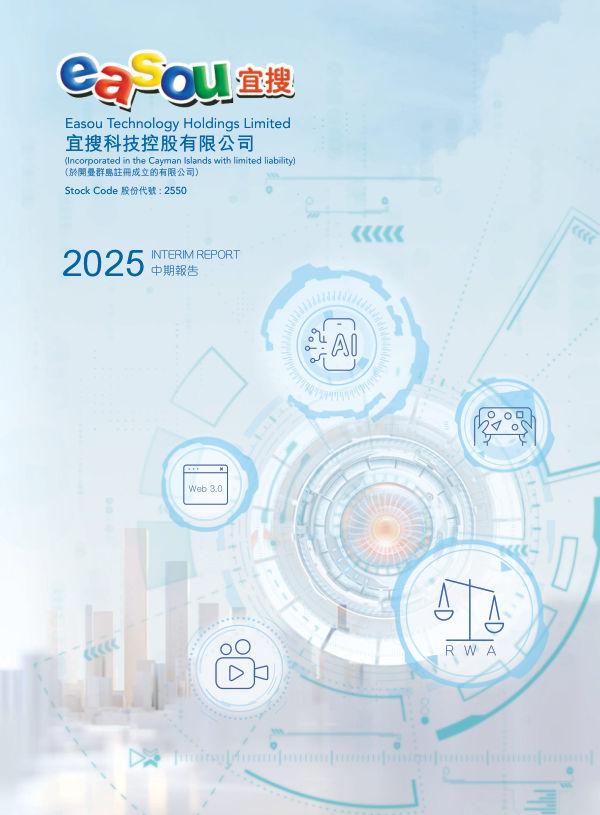 easou 宜搜
Easou Technology Holdings Limited
宜搜科技控股有限公司
(Incorporated in the Cayman Islands with limited liability)
(於開曼群島註冊成立的有限公司)
Stock Code 股份代號 : 2550
2025 INTERIM REPORT
中期報告
AI
Web 3.0
R W A